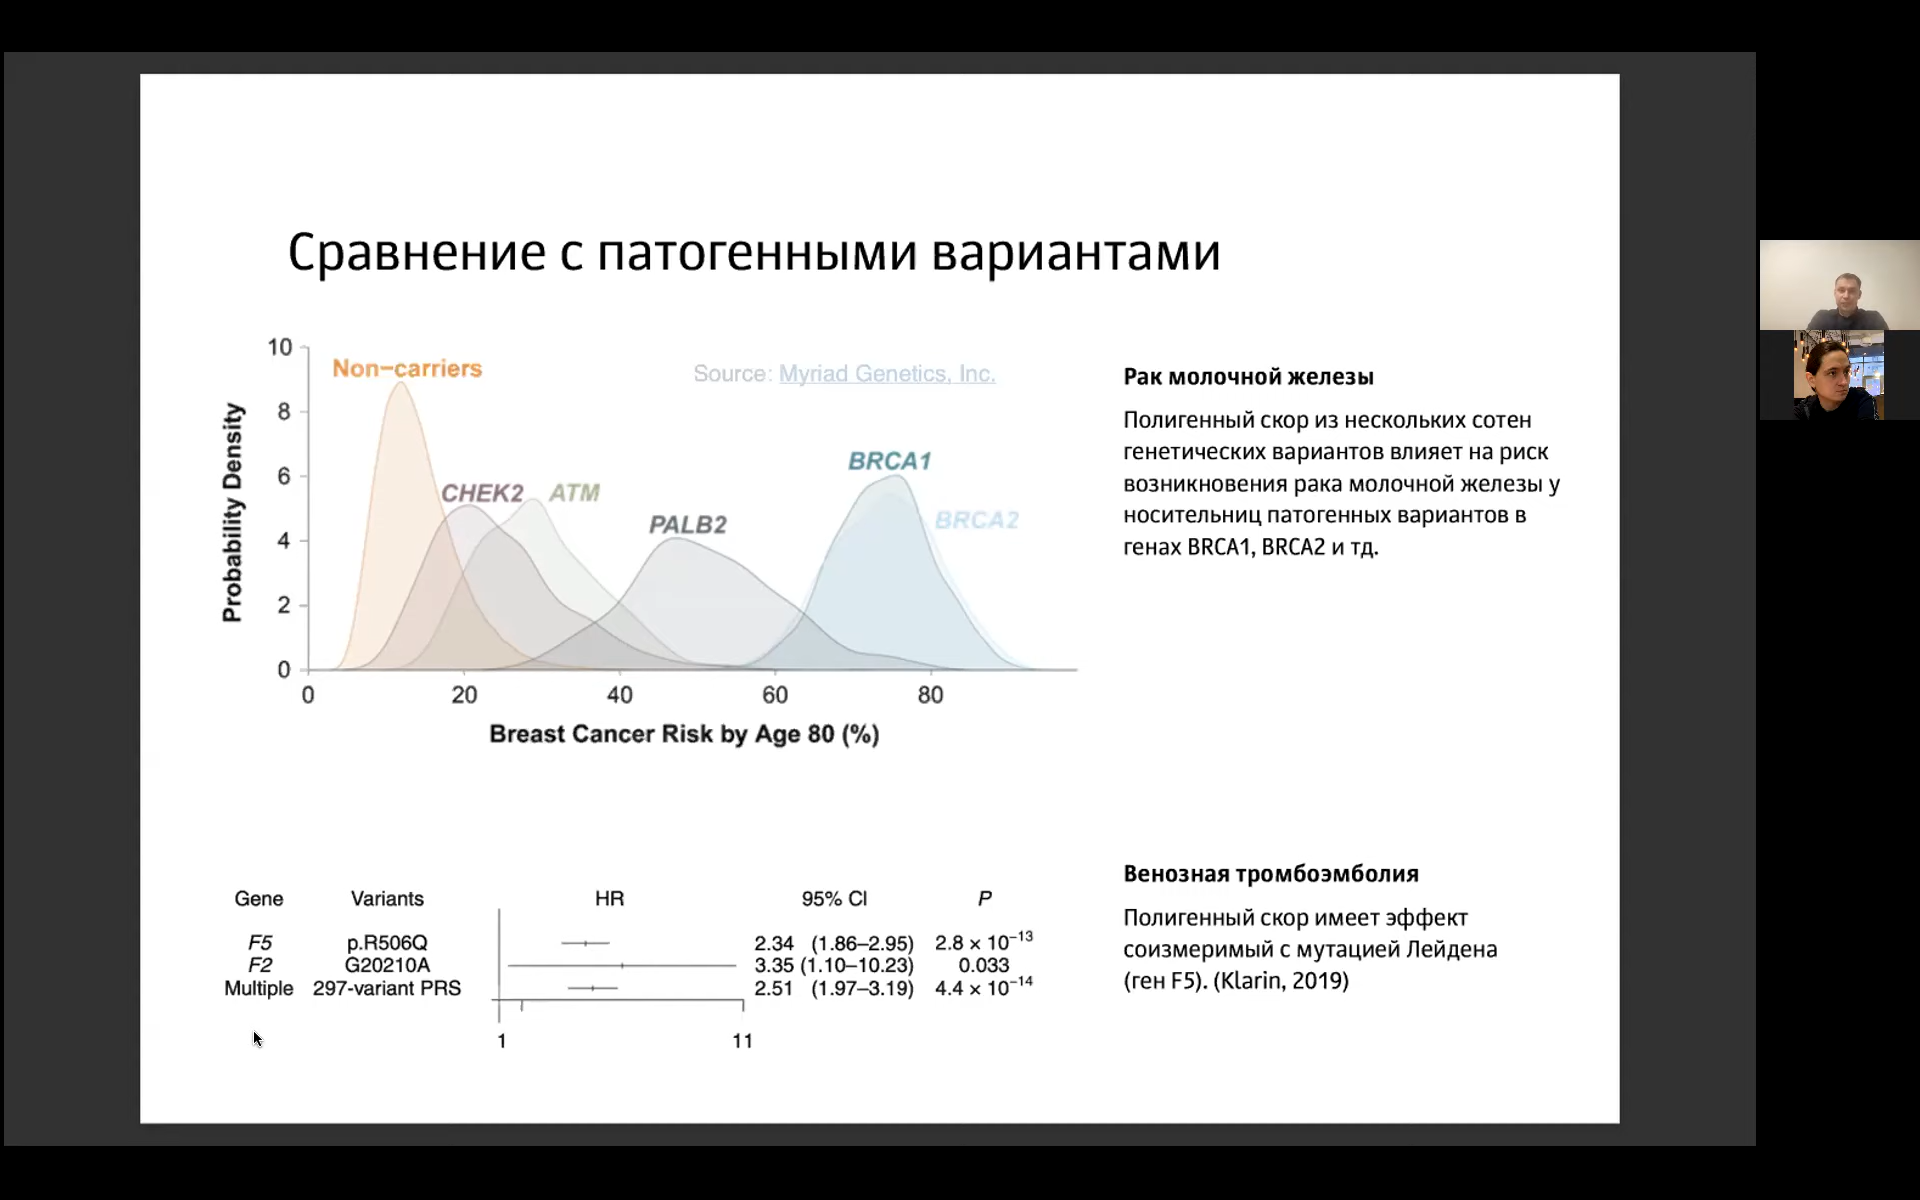 Сравнение с патогенными вариантами
Non−carriers
Source: Myriad Genetics, Inc.
BRCA1
CHEK2
ATM
PALB2
BRCA2
Probability Density
10
8
6
4
2
0
0 20 40 60 80
Breast Cancer Risk by Age 80 (%)
Рак молочной железы
Полигенный скор из нескольких сотен
генетических вариантов влияет на риск
возникновения рака молочной железы у
носительниц патогенных вариантов в
генах BRCA1, BRCA2 и тд.
Gene Variants HR 95% CI P
F5 p.R506Q 2.34 (1.86–2.95) 2.8 × 10⁻¹³
F2 G20210A 3.35 (1.10–10.23) 0.033
Multiple 297-variant PRS 2.51 (1.97–3.19) 4.4 × 10⁻¹⁴
1 11
Венозная тромбоэмболия
Полигенный скор имеет эффект
соизмеримый с мутацией Лейдена
(ген F5). (Klarin, 2019)